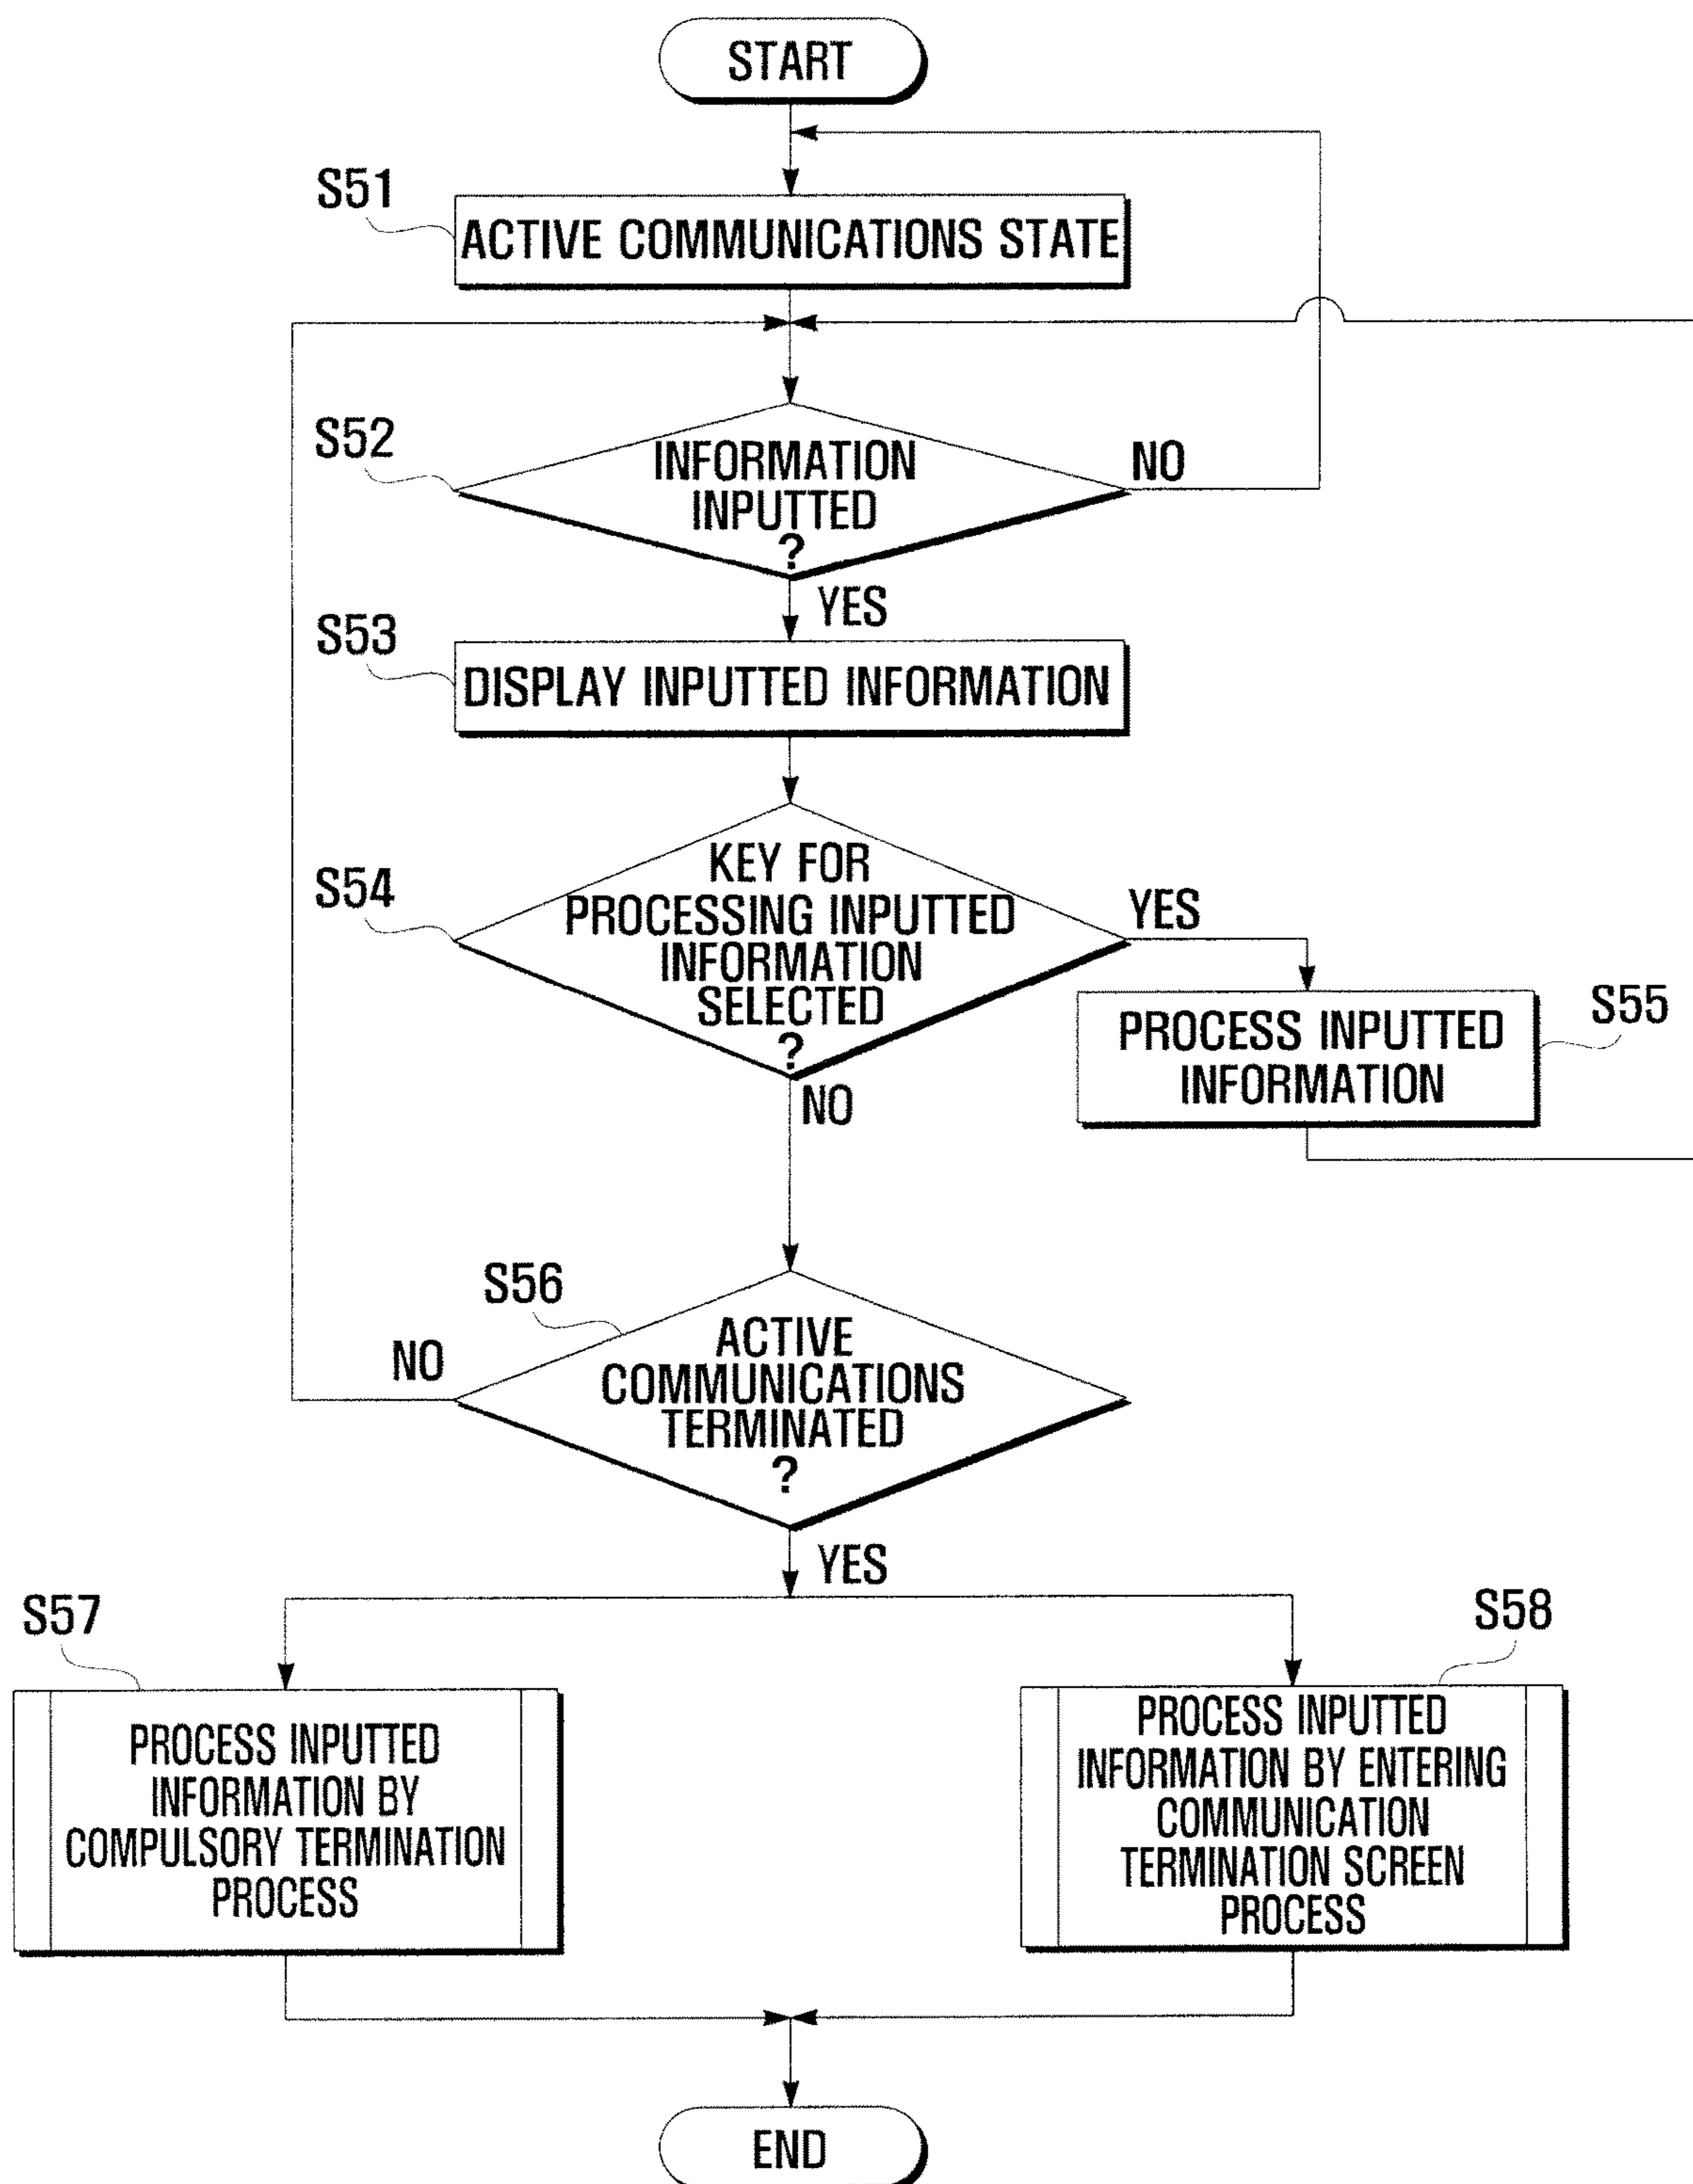 START
S51
ACTIVE COMMUNICATIONS STATE
S52
INFORMATION
INPUTTED
?
NO
YES
S53
DISPLAY INPUTTED INFORMATION
S54
KEY FOR
PROCESSING INPUTTED
INFORMATION
SELECTED
?
YES
NO
S55
PROCESS INPUTTED
INFORMATION
S56
ACTIVE
COMMUNICATIONS
TERMINATED
?
NO
YES
S57
PROCESS INPUTTED
INFORMATION BY
COMPULSORY TERMINATION
PROCESS
S58
PROCESS INPUTTED
INFORMATION BY ENTERING
COMMUNICATION
TERMINATION SCREEN
PROCESS
END